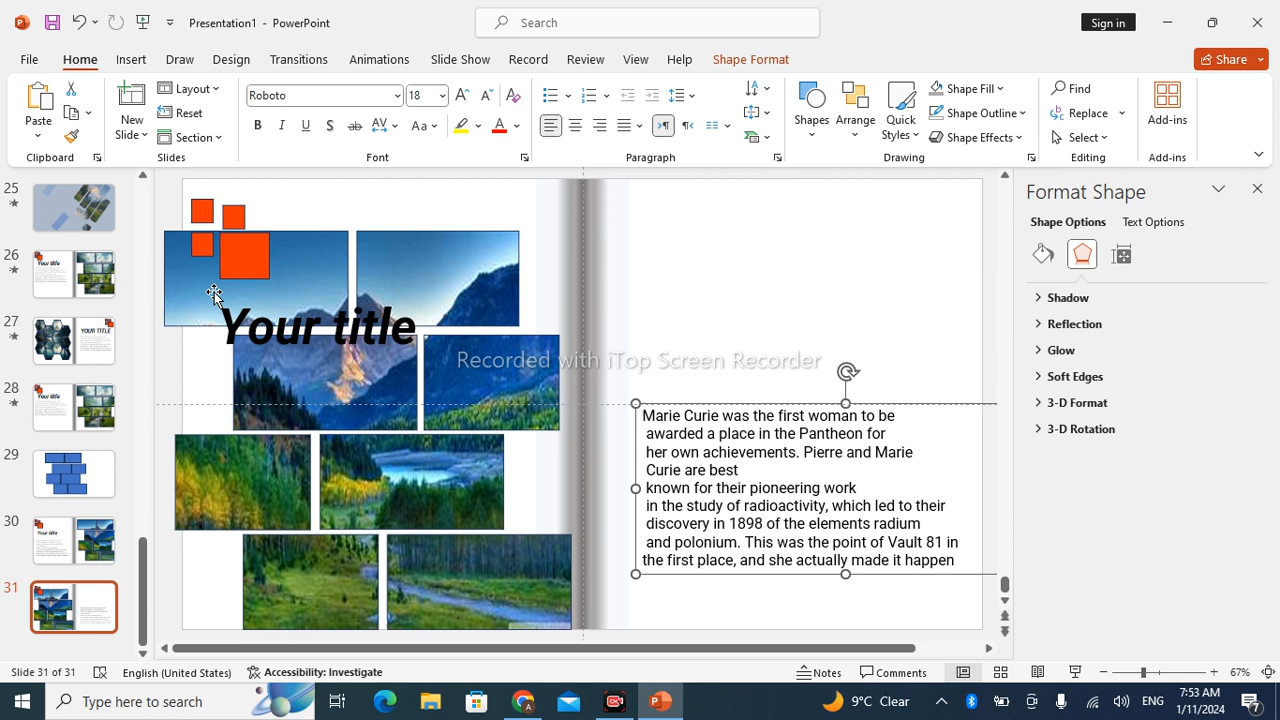 Presentation1 - PowerPoint
Search
Sign in
File Home Insert Draw Design Transitions Animations Slide Show Record Review View Help Shape Format
Share
Paste
Clipboard
New Slide
Layout
Reset
Section
Slides
Roboto 18
Font
Paragraph
Shapes
Arrange
Quick Styles
Shape Fill
Shape Outline
Shape Effects
Drawing
Find
Replace
Select
Editing
Add-ins
Add-ins
25
26
27
28
29
30
31
Your title
Recorded with iTop Screen Recorder
Marie Curie was the first woman to be
awarded a place in the Pantheon for
her own achievements. Pierre and Marie
Curie are best
known for their pioneering work
in the study of radioactivity, which led to their
discovery in 1898 of the elements radium
and polonium. This was the point of Vault 81 in
the first place, and she actually made it happen
Format Shape
Shape Options Text Options
Shadow
Reflection
Glow
Soft Edges
3-D Format
3-D Rotation
Slide 31 of 31 English (United States) Accessibility: Investigate
Notes Comments 67%
Type here to search
9°C Clear
ENG
7:53 AM
1/11/2024
7